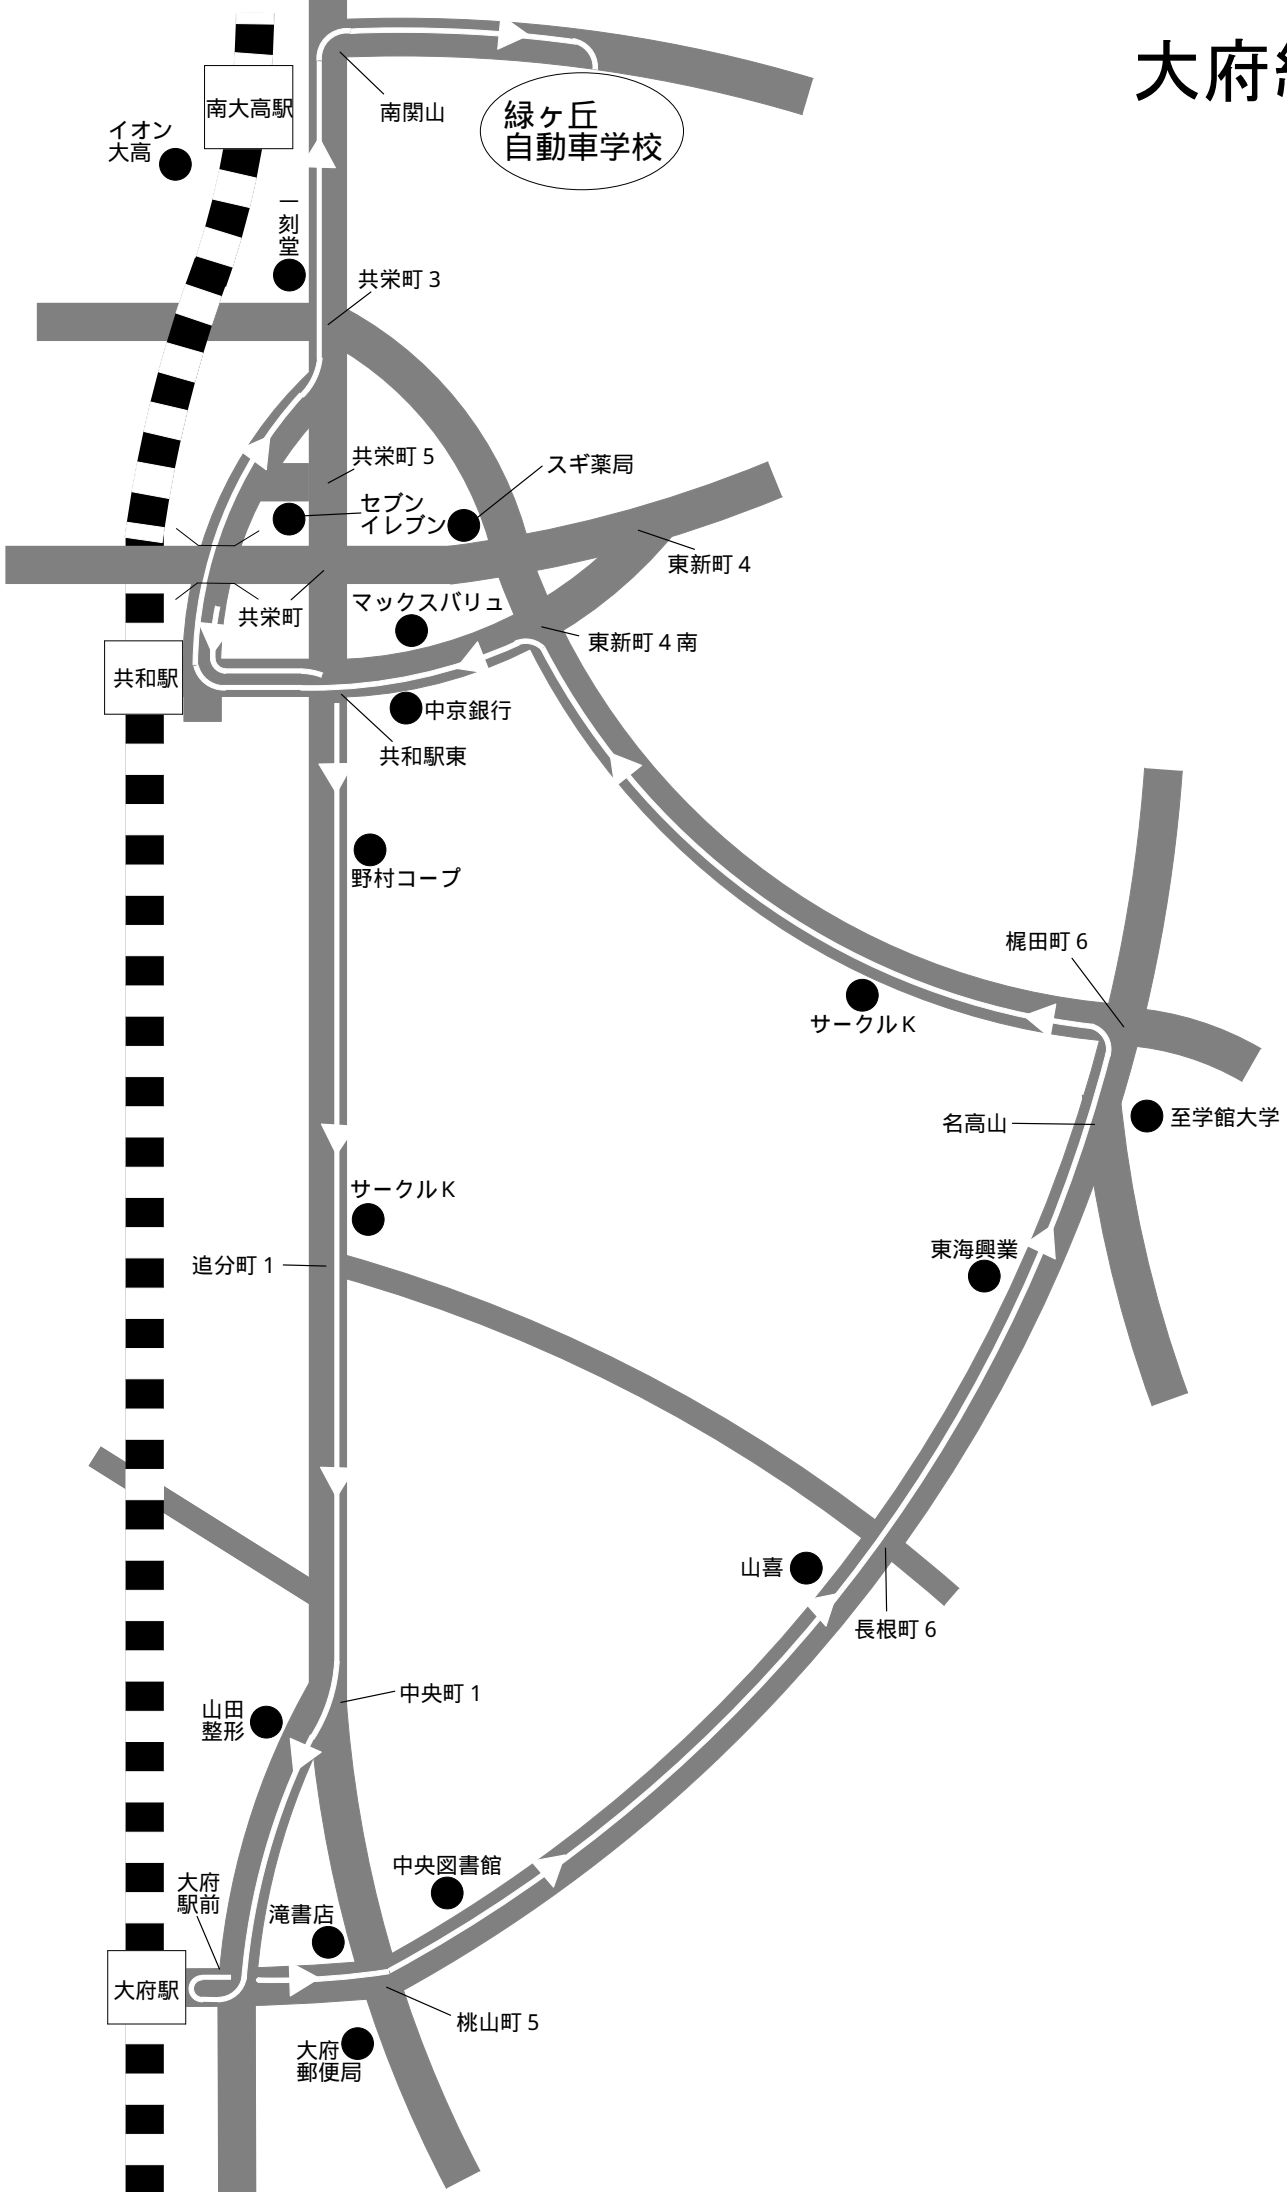 大府
南大高駅
南関山
緑ヶ丘
自動車学校
イオン
大高
一刻堂
共栄町3
共栄町5
スギ薬局
セブン
イレブン
東新町4
共栄町
マックスバリュ
東新町4南
共和駅
中京銀行
共和駅東
野村コープ
梶田町6
サークルK
名高山
至学館大学
サークルK
東海興業
追分町1
山喜
長根町6
中央町1
山田
整形
中央図書館
大府
駅前
滝書店
大府駅
桃山町5
大府
郵便局